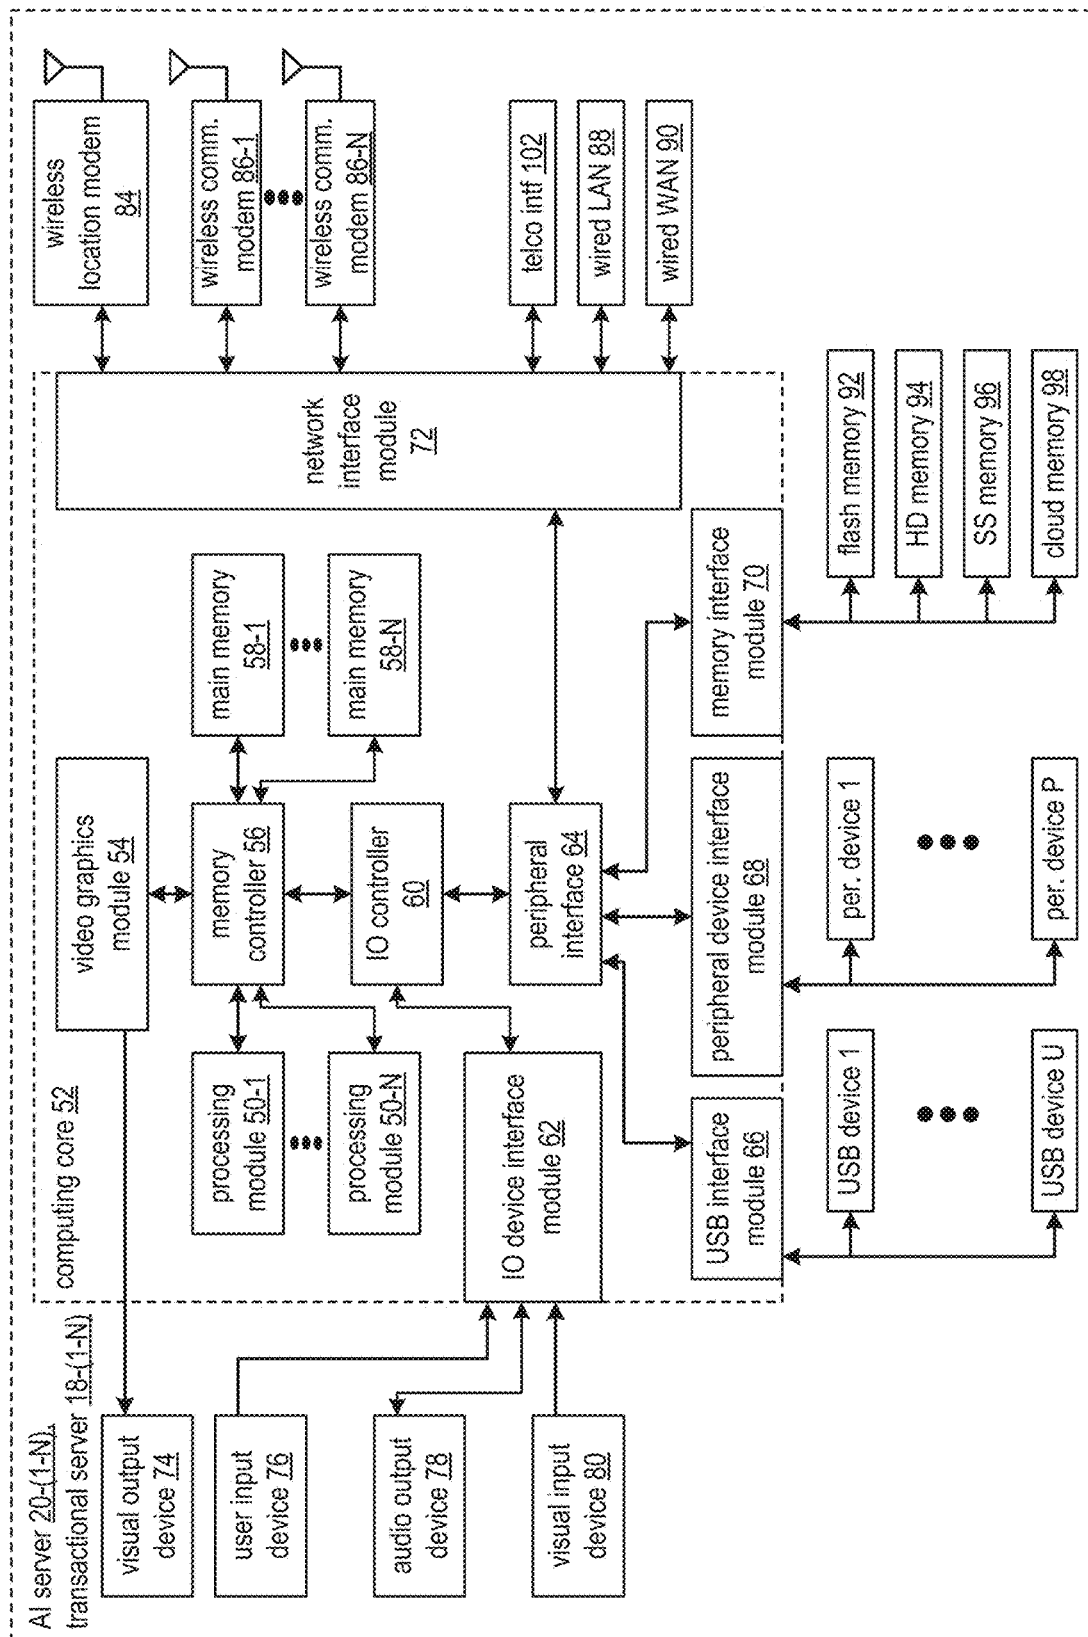 AI server 20-(1-N),
transactional server 18-(1-N)
computing core 52
visual output
device 74
user input
device 76
audio output
device 78
visual input
device 80
video graphics
module 54
processing
module 50-1
processing
module 50-N
memory
controller 56
main memory
58-1
main memory
58-N
IO controller
60
IO device interface
module 62
peripheral
interface 64
network
interface
module
72
wireless
location modem
84
wireless comm.
modem 86-1
wireless comm.
modem 86-N
telco intf 102
wired LAN 88
wired WAN 90
USB interface
module 66
peripheral device interface
module 68
memory interface
module 70
USB device 1
USB device U
per. device 1
per. device P
flash memory 92
HD memory 94
SS memory 96
cloud memory 98